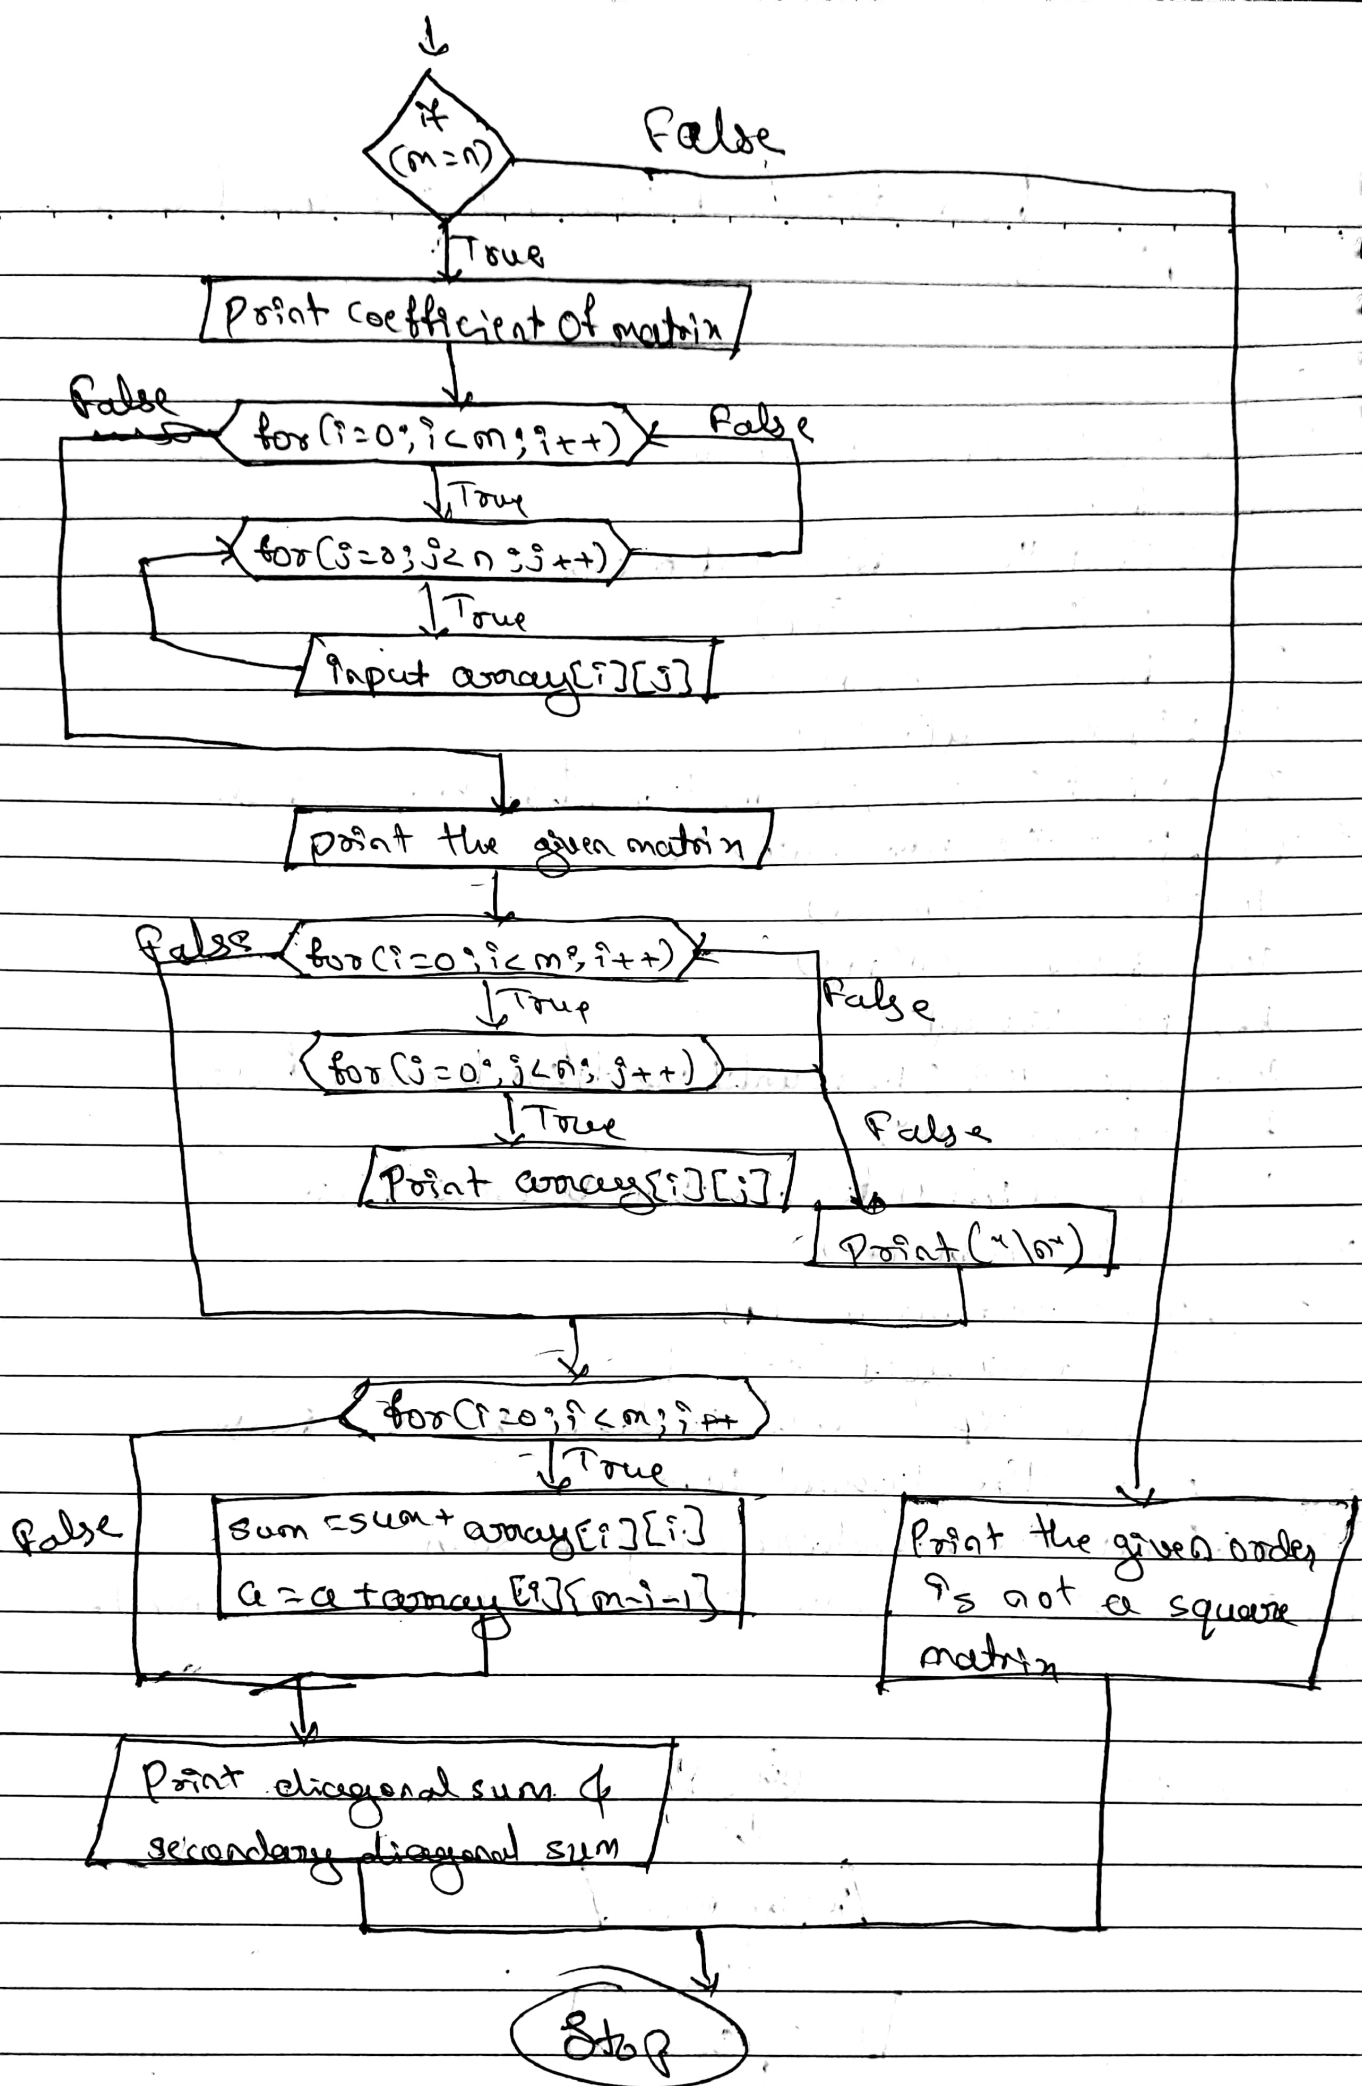 if
(m=n)
False
True
Print coefficient of matrix
False
for(i=0;i<m;i++)
False
True
for(j=0;j<n;j++)
True
input array[i][j]
print the given matrix
False
for(i=0;i<m;i++)
True
False
for(j=0;j<n;j++)
True
False
Print array[i][j]
Print("\n")
for(i=0;i<m;i++
True
False
sum=sum+array[i][i]
a=a+array[i][m-i-1]
Print the given order
is not a square
matrix
Print diagonal sum &
secondary diagonal sum
Stop